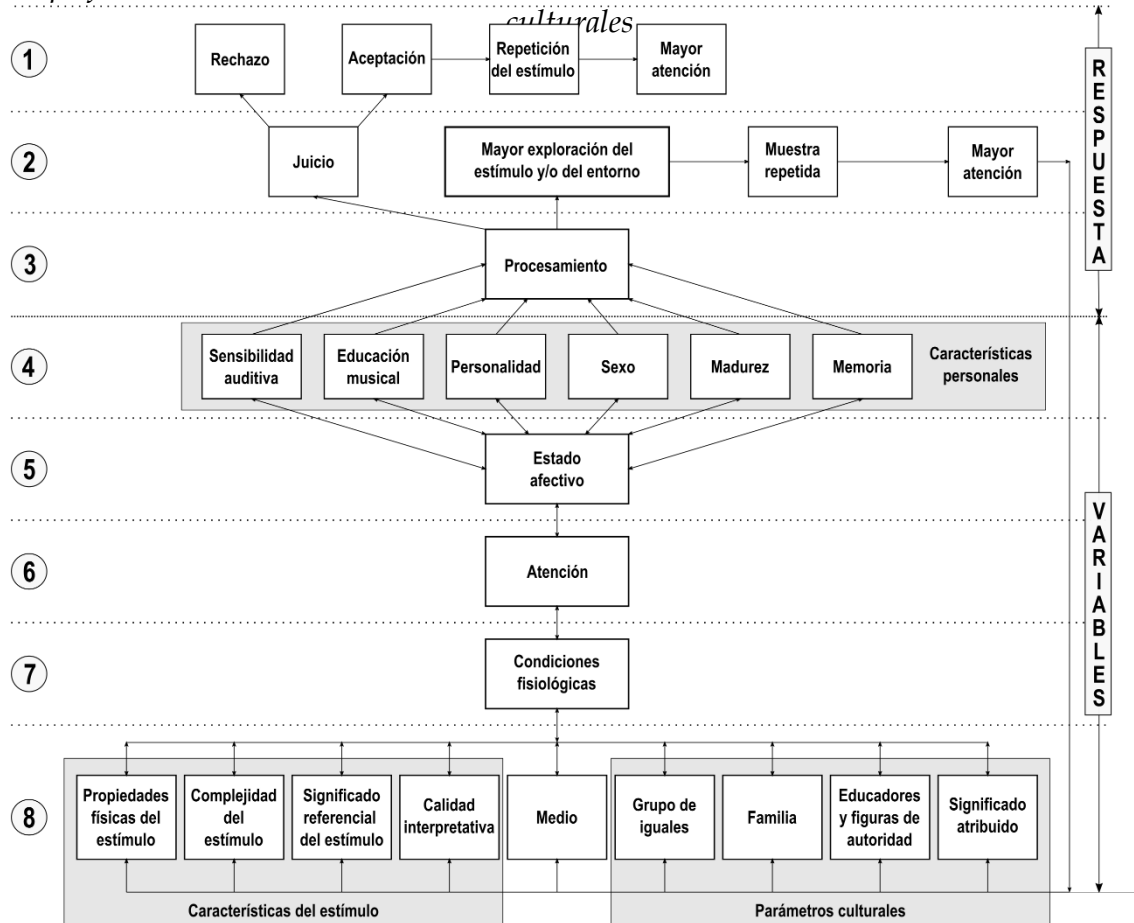 culturales
1
Rechazo
Aceptación
Repetición
del estímulo
Mayor
atención
RESPUESTA
2
Juicio
Mayor exploración del
estímulo y/o del entorno
Muestra
repetida
Mayor
atención
3
Procesamiento
4
Sensibilidad
auditiva
Educación
musical
Personalidad
Sexo
Madurez
Memoria
Características
personales
5
Estado
afectivo
VARIABLES
6
Atención
7
Condiciones
fisiológicas
8
Propiedades
físicas del
estímulo
Complejidad
del
estímulo
Significado
referencial
del estímulo
Calidad
interpretativa
Medio
Grupo de
iguales
Familia
Educadores
y figuras de
autoridad
Significado
atribuido
Características del estímulo
Parámetros culturales